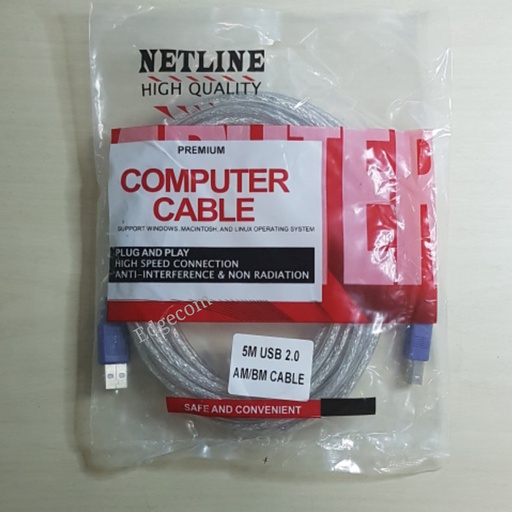 NETLINE
HIGH QUALITY
PREMIUM
COMPUTER
CABLE
SUPPORT WINDOWS, MACINTOSH, AND LINUX OPERATING SYSTEM
PLUG AND PLAY
HIGH SPEED CONNECTION
ANTI-INTERFERENCE & NON RADIATION
Edgecom
5M USB 2.0
AM/BM CABLE
SAFE AND CONVENIENT